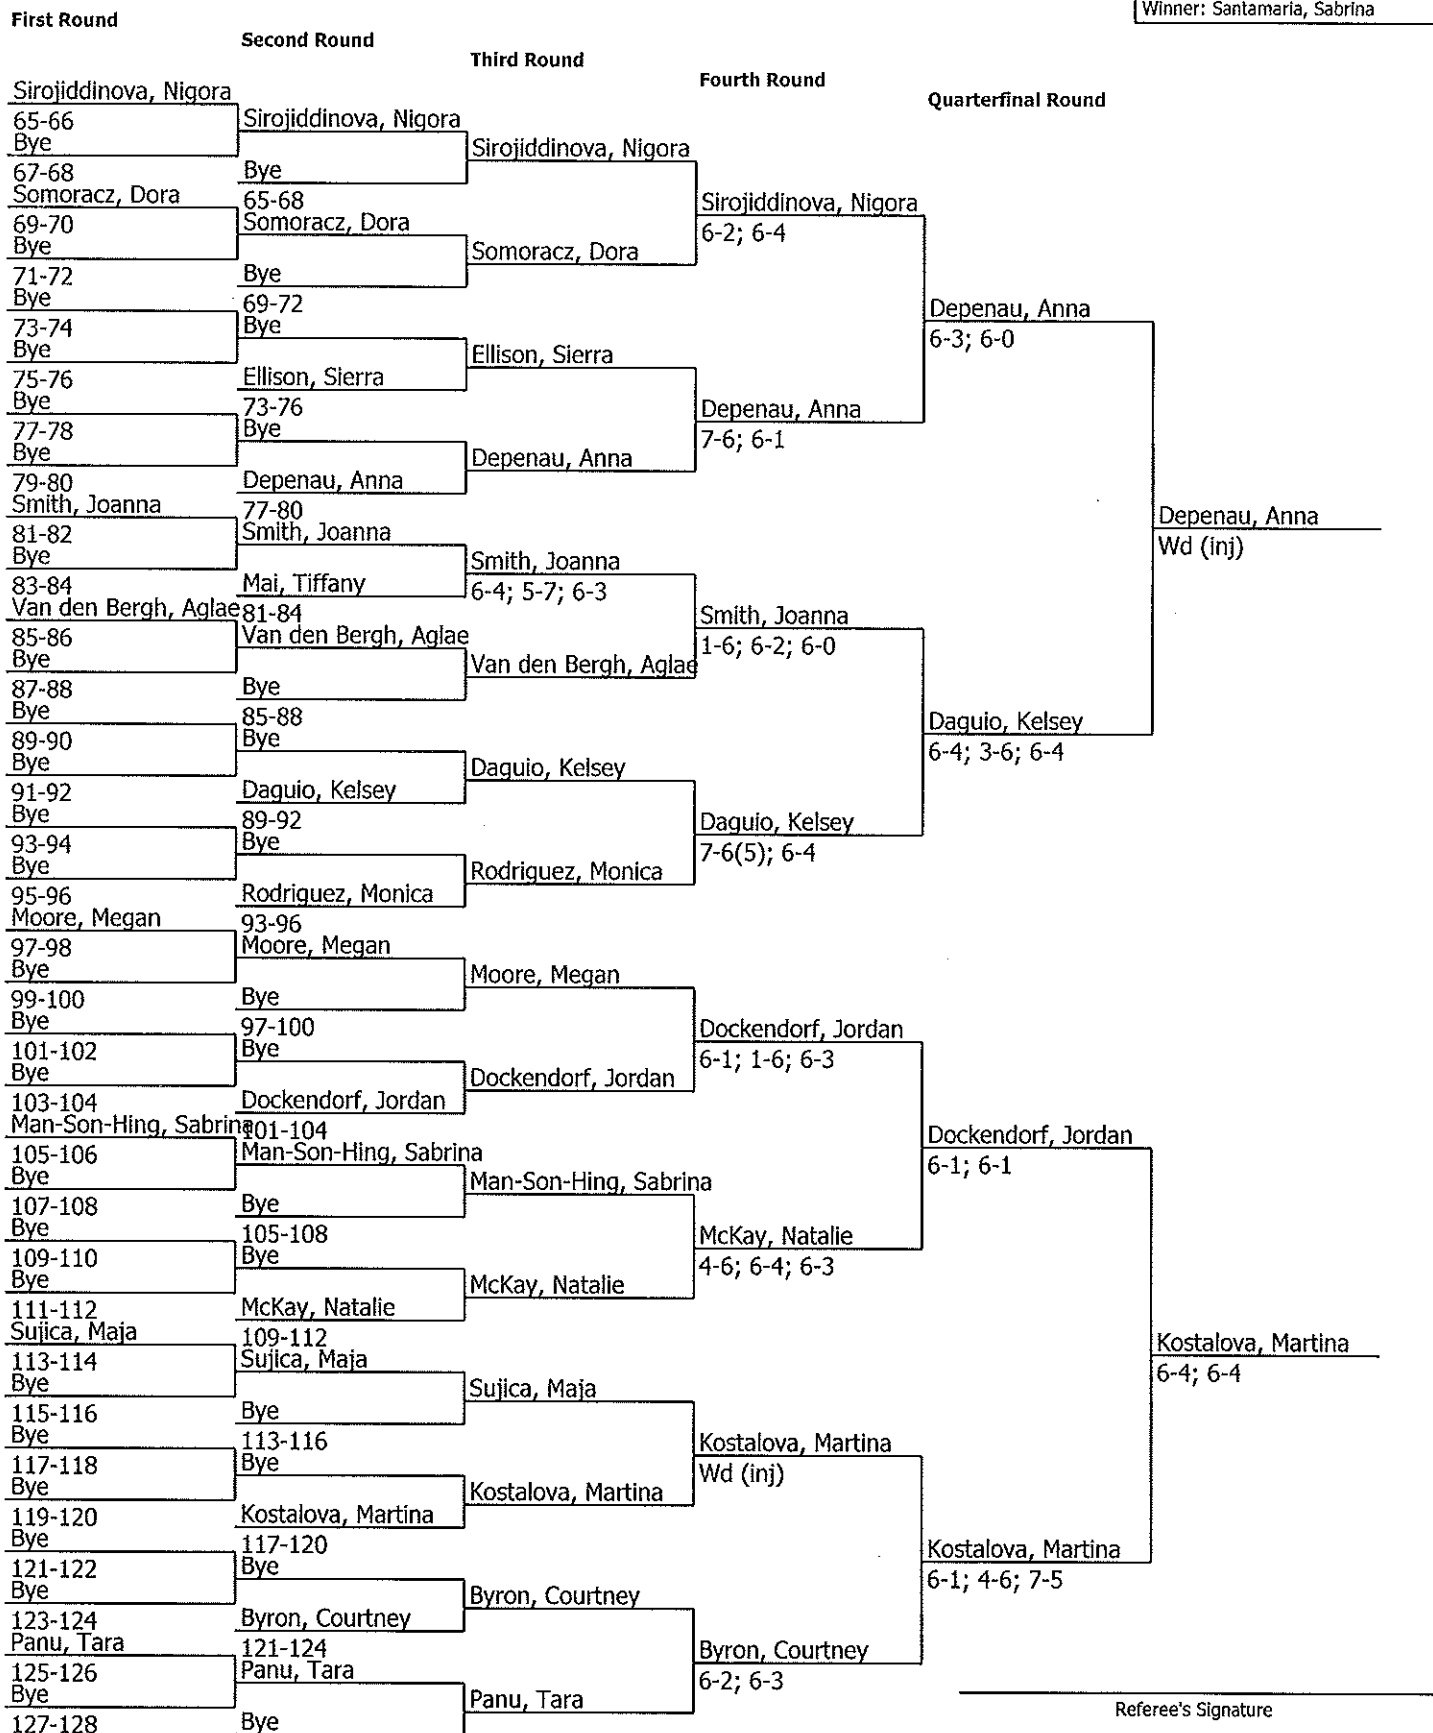 Winner: Santamaria, Sabrina
First Round
Second Round
Third Round
Fourth Round
Quarterfinal Round
Sirojiddinova, Nigora
65-66
Bye
67-68
Somoracz, Dora
69-70
Bye
71-72
Bye
73-74
Bye
75-76
Bye
77-78
Bye
79-80
Smith, Joanna
81-82
Bye
83-84
Van den Bergh, Aglae
85-86
Bye
87-88
Bye
89-90
Bye
91-92
Bye
93-94
Bye
95-96
Moore, Megan
97-98
Bye
99-100
Bye
101-102
Bye
103-104
Man-Son-Hing, Sabrina
105-106
Bye
107-108
Bye
109-110
Bye
111-112
Sujica, Maja
113-114
Bye
115-116
Bye
117-118
Bye
119-120
Bye
121-122
Bye
123-124
Panu, Tara
125-126
Bye
127-128
Sirojiddinova, Nigora
Bye
65-68
Somoracz, Dora
Bye
69-72
Bye
Ellison, Sierra
73-76
Bye
Depenau, Anna
77-80
Smith, Joanna
Mai, Tiffany
81-84
Van den Bergh, Aglae
Bye
85-88
Bye
Daguio, Kelsey
89-92
Bye
Rodriguez, Monica
93-96
Moore, Megan
Bye
97-100
Bye
Dockendorf, Jordan
101-104
Man-Son-Hing, Sabrina
Bye
105-108
Bye
McKay, Natalie
109-112
Sujica, Maja
Bye
113-116
Bye
Kostalova, Martina
117-120
Bye
Byron, Courtney
121-124
Panu, Tara
Bye
Sirojiddinova, Nigora
Somoracz, Dora
Ellison, Sierra
Depenau, Anna
Smith, Joanna
6-4; 5-7; 6-3
Van den Bergh, Aglae
Daguio, Kelsey
Rodriguez, Monica
Moore, Megan
Dockendorf, Jordan
Man-Son-Hing, Sabrina
McKay, Natalie
Sujica, Maja
Kostalova, Martina
Byron, Courtney
Panu, Tara
Sirojiddinova, Nigora
6-2; 6-4
Depenau, Anna
7-6; 6-1
Smith, Joanna
1-6; 6-2; 6-0
Daguio, Kelsey
7-6(5); 6-4
Dockendorf, Jordan
6-1; 1-6; 6-3
McKay, Natalie
4-6; 6-4; 6-3
Kostalova, Martina
Wd (inj)
Byron, Courtney
6-2; 6-3
Depenau, Anna
6-3; 6-0
Daguio, Kelsey
6-4; 3-6; 6-4
Dockendorf, Jordan
6-1; 6-1
Kostalova, Martina
6-1; 4-6; 7-5
Depenau, Anna
Wd (inj)
Kostalova, Martina
6-4; 6-4
Referee's Signature